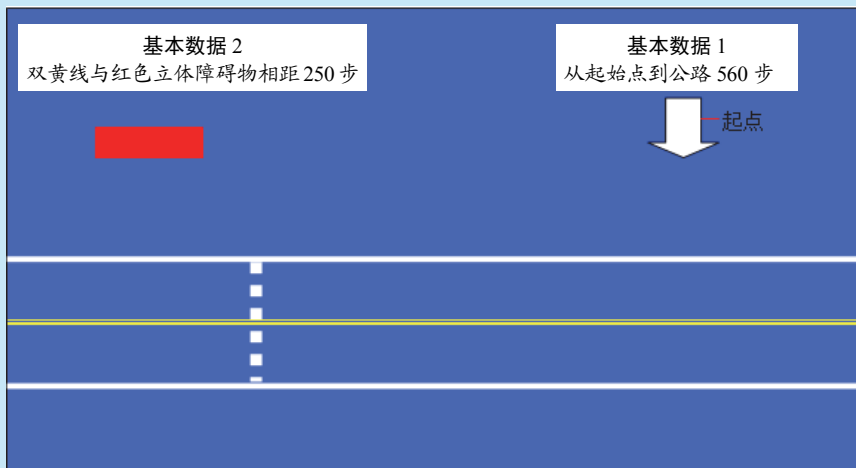 基本数据 2
双黄线与红色立体障碍物相距 250 步
基本数据 1
从起始点到公路 560 步
起点